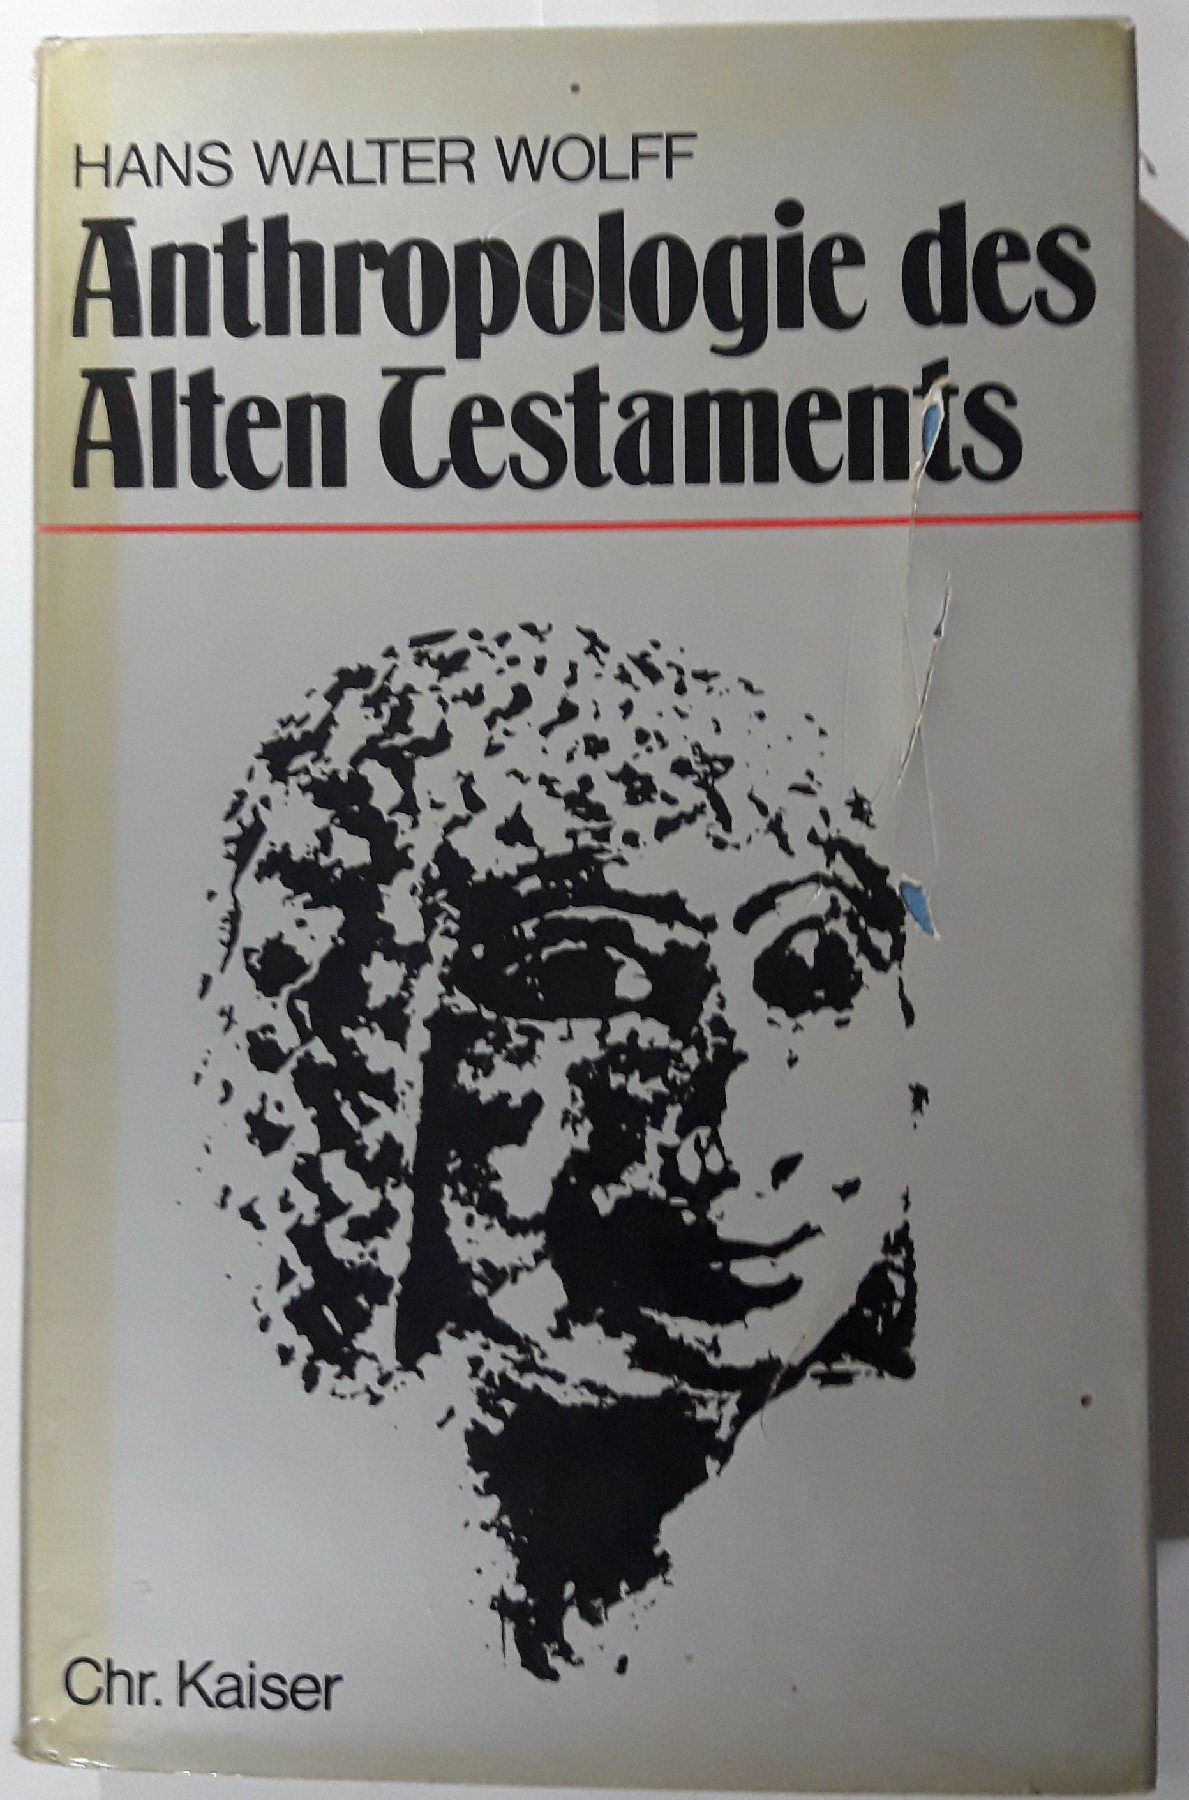 HANS WALTER WOLFF
Anthropologie des
Alten Testaments
Chr. Kaiser